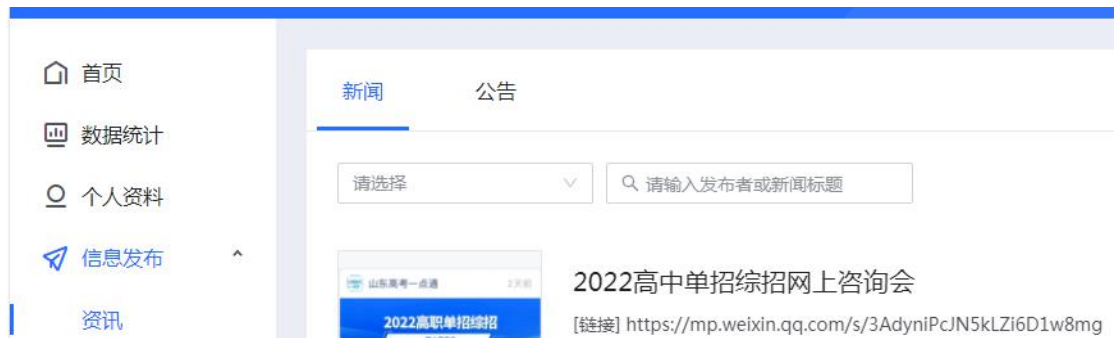 首页
数据统计
个人资料
信息发布
资讯
新闻
公告
请选择
请输入发布者或新闻标题
山东高考一点通
2天前
2022高职单招综招
2022高中单招综招网上咨询会
[链接] https://mp.weixin.qq.com/s/3AdyniPcJN5kLZi6D1w8mg